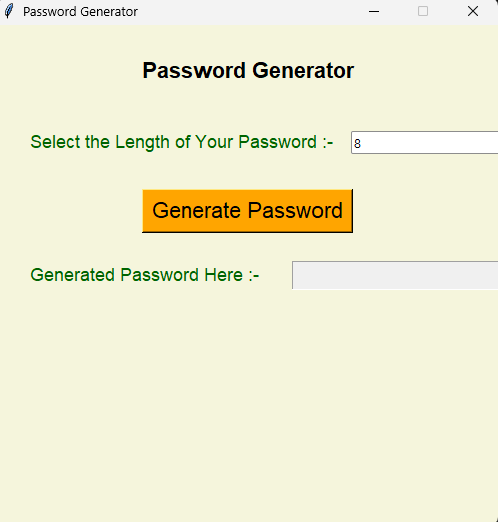 Password Generator
Password Generator
Select the Length of Your Password :- 8
Generate Password
Generated Password Here :-